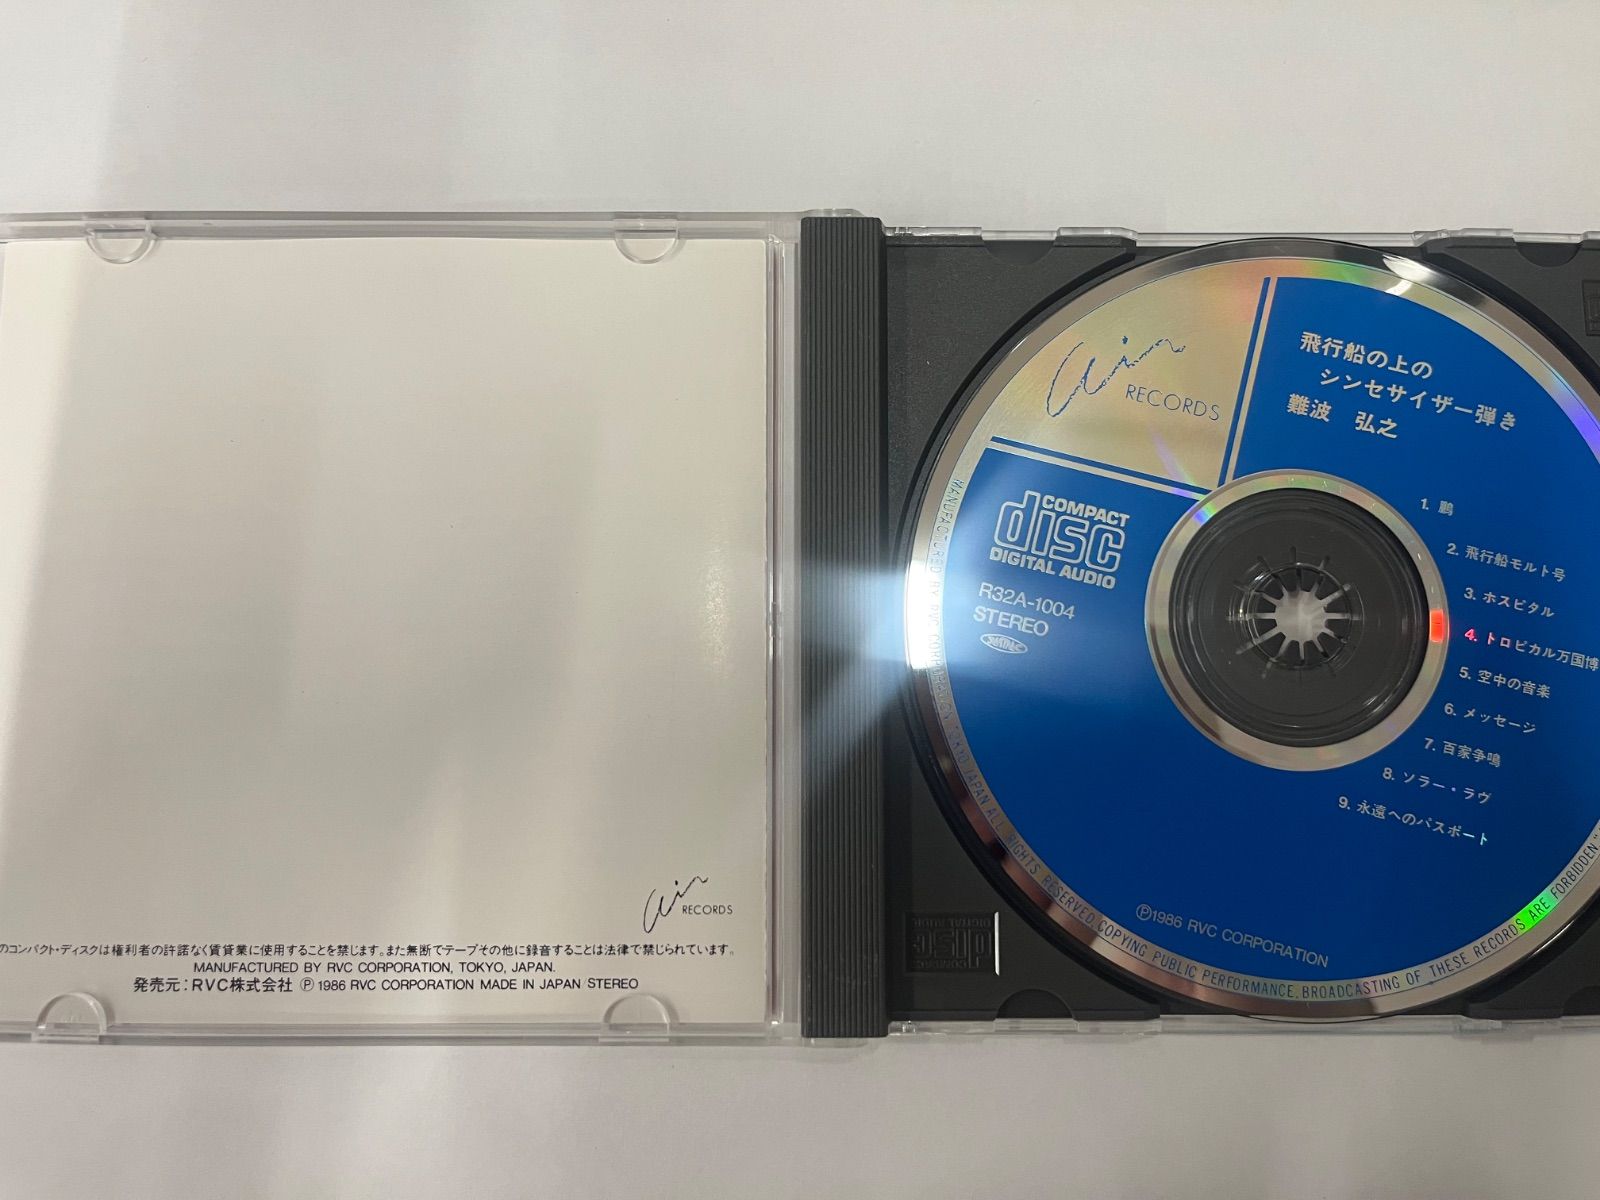 Air RECORDS
のコンパクト・ディスクは権利者の許諾なく賃貸業に使用することを禁じます。また無断でテープその他に録音することは法律で禁じられています。
MANUFACTURED BY RVC CORPORATION, TOKYO, JAPAN.
発売元:RVC株式会社 Ⓟ 1986 RVC CORPORATION MADE IN JAPAN/STEREO
Air RECORDS
飛行船の上の
シンセサイザー弾き
難波 弘之
COMPACT
disc
DIGITAL AUDIO
R32A-1004
STEREO
1. 鸚
2. 飛行船モルト号
3. ホスピタル
4. トロピカル万国博
5. 空中の音楽
6. メッセージ
7. 百家争鳴
8. ソラー・ラヴ
9. 永遠へのパスポート
Ⓟ1986 RVC CORPORATION
MANUFACTURED BY RVC CORPORATION, TOKYO, JAPAN ALL RIGHTS RESERVED, COPYING PUBLIC PERFORMANCE, BROADCASTING OF THESE RECORDS ARE FORBIDDEN